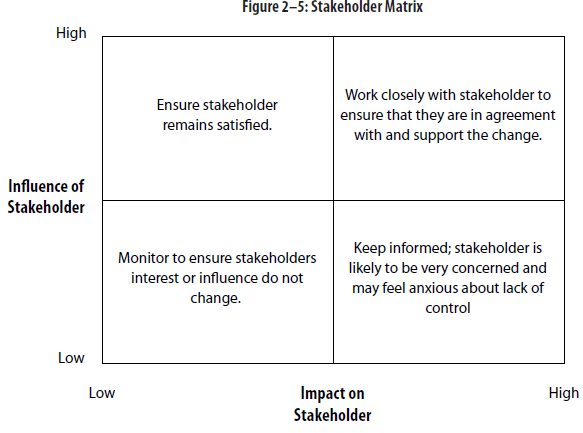 Figure 2–5: Stakeholder Matrix
High
Ensure stakeholder
remains satisfied.
Work closely with stakeholder to
ensure that they are in agreement
with and support the change.
Influence of
Stakeholder
Monitor to ensure stakeholders
interest or influence do not
change.
Keep informed; stakeholder is
likely to be very concerned and
may feel anxious about lack of
control
Low
Low
Impact on
Stakeholder
High